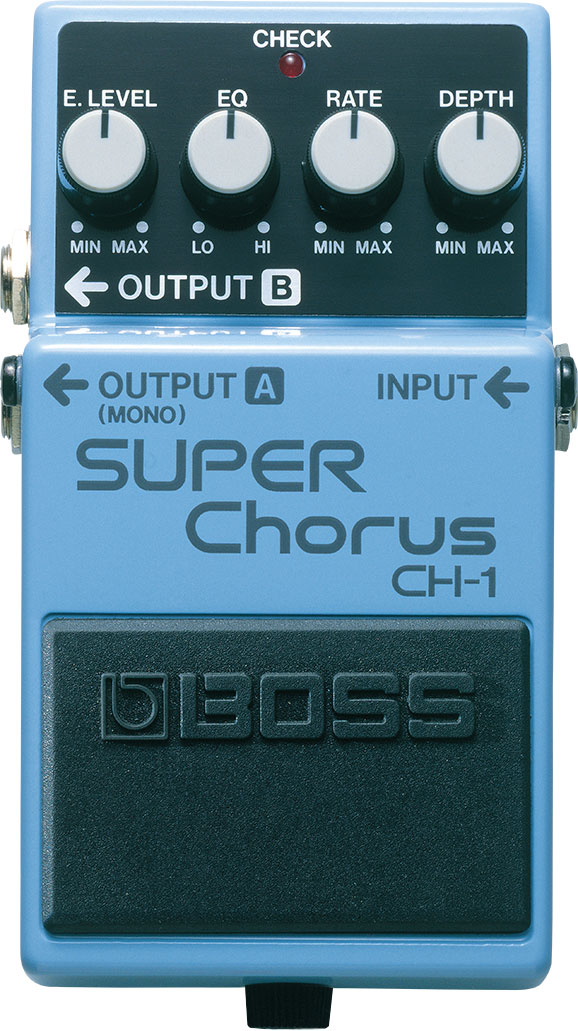 CHECK
E. LEVEL EQ RATE DEPTH
MIN MAX LO HI MIN MAX MIN MAX
OUTPUT B
OUTPUT A INPUT
(MONO)
SUPER
Chorus
CH-1
BOSS